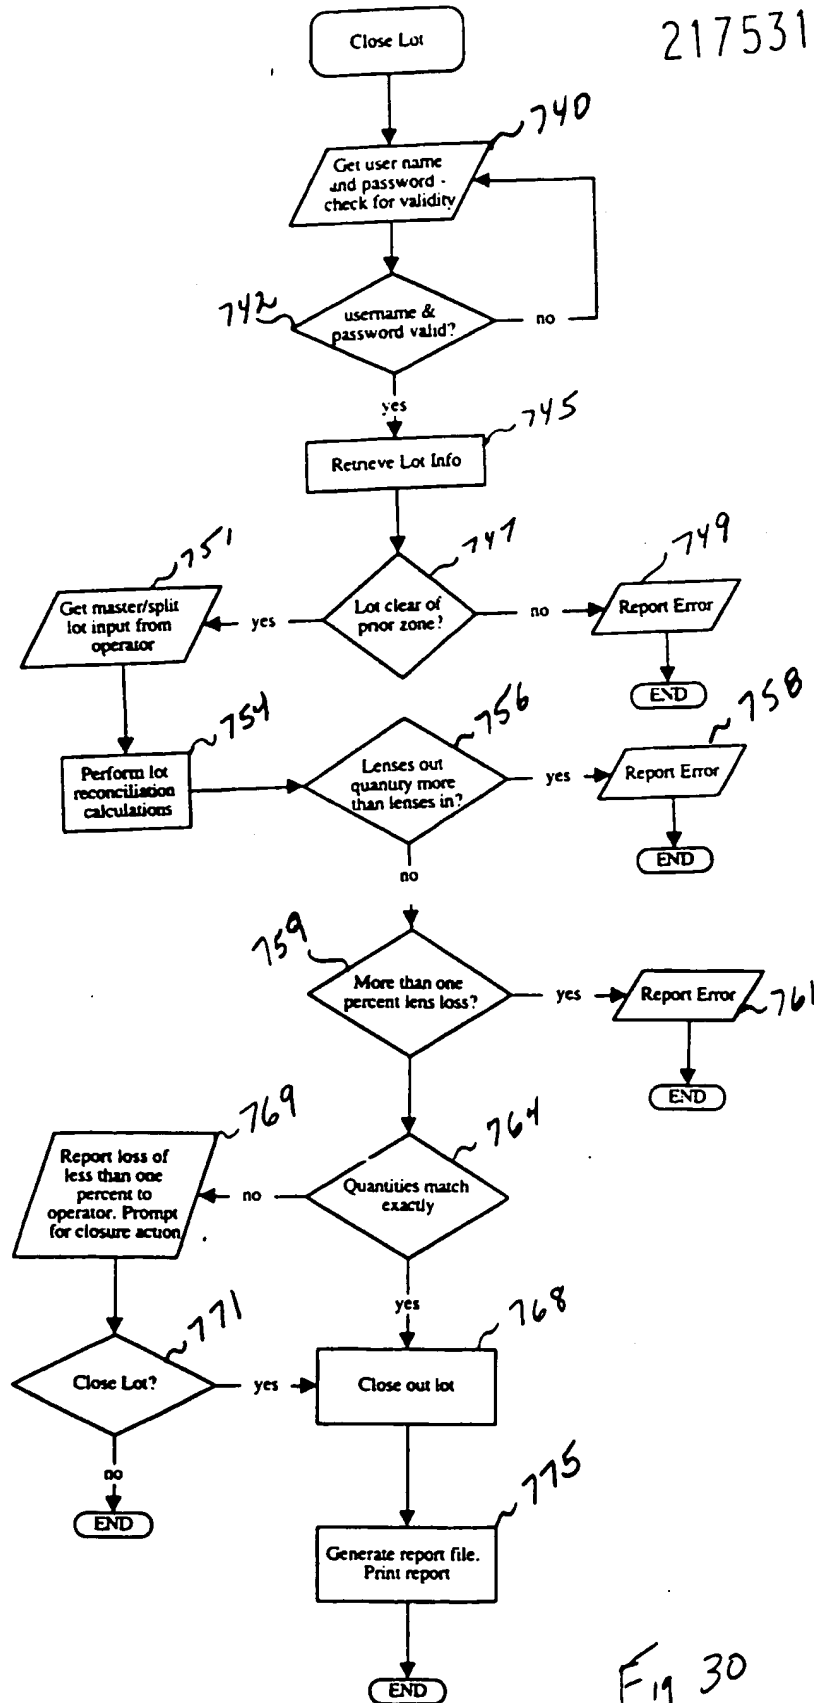 217531
Close Lot
740
Get user name
and password -
check for validity
742
username &
password valid?
no
yes
745
Retrieve Lot Info
747
749
751
Get master/split
lot input from
operator
yes
Lot clear of
prior zone?
no
Report Error
END
754
756
758
Perform lot
reconciliation
calculations
Lenses out
quantity more
than lenses in?
yes
Report Error
END
no
759
More than one
percent lens loss?
yes
Report Error
761
END
769
764
Report loss of
less than one
percent to
operator. Prompt
for closure action
no
Quantities match
exactly
yes
771
768
Close Lot?
yes
Close out lot
no
END
775
Generate report file.
Print report
END
Fig 30